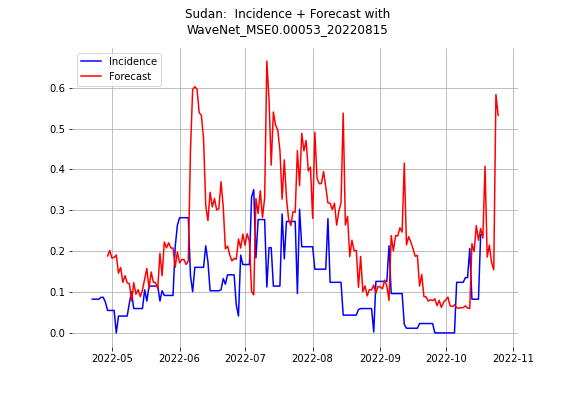 Sudan:  Incidence + Forecast with
WaveNet_MSE0.00053_20220815
Incidence
Forecast
0.6
0.5
0.4
0.3
0.2
0.1
0.0
2022-05 2022-06 2022-07 2022-08 2022-09 2022-10 2022-11